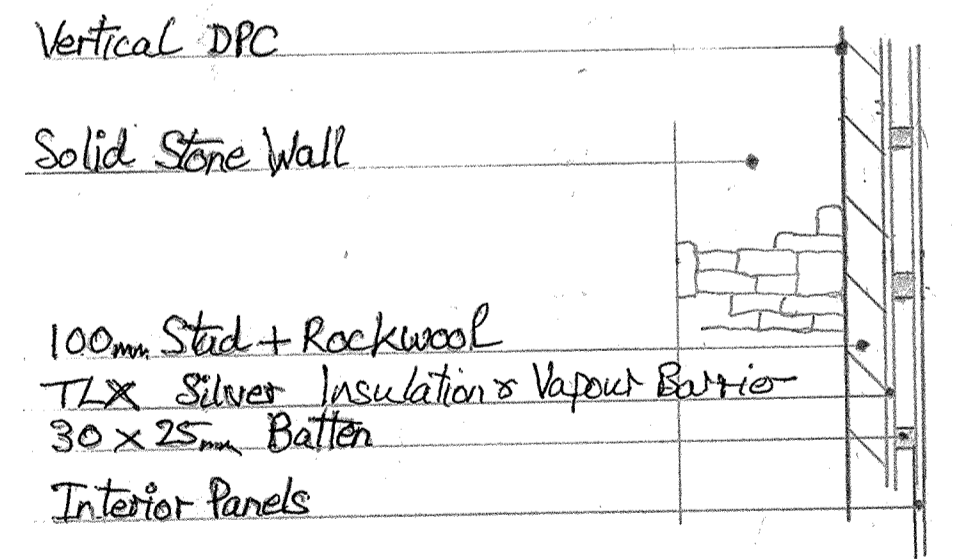 Vertical DPC
Solid Stone Wall
100mm Stud + Rockwool
TLX Silver Insulation & Vapour Barrier
30 x 25mm Batten
Interior Panels